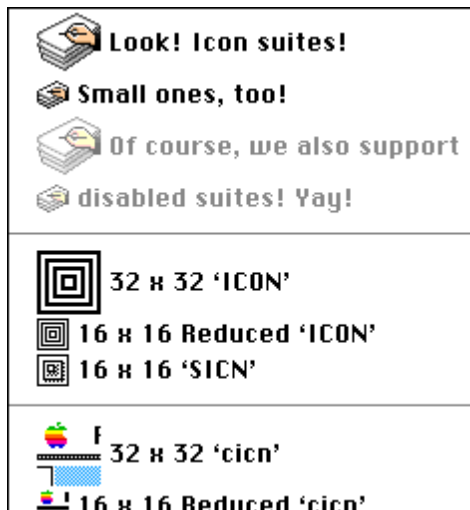 Look! Icon suites!
Small ones, too!
Of course, we also support
disabled suites! Yay!
32 x 32 ‘ICON’
16 x 16 Reduced ‘ICON’
16 x 16 ‘SICN’
32 x 32 ‘cicn’
16 x 16 Reduced ‘cicn’